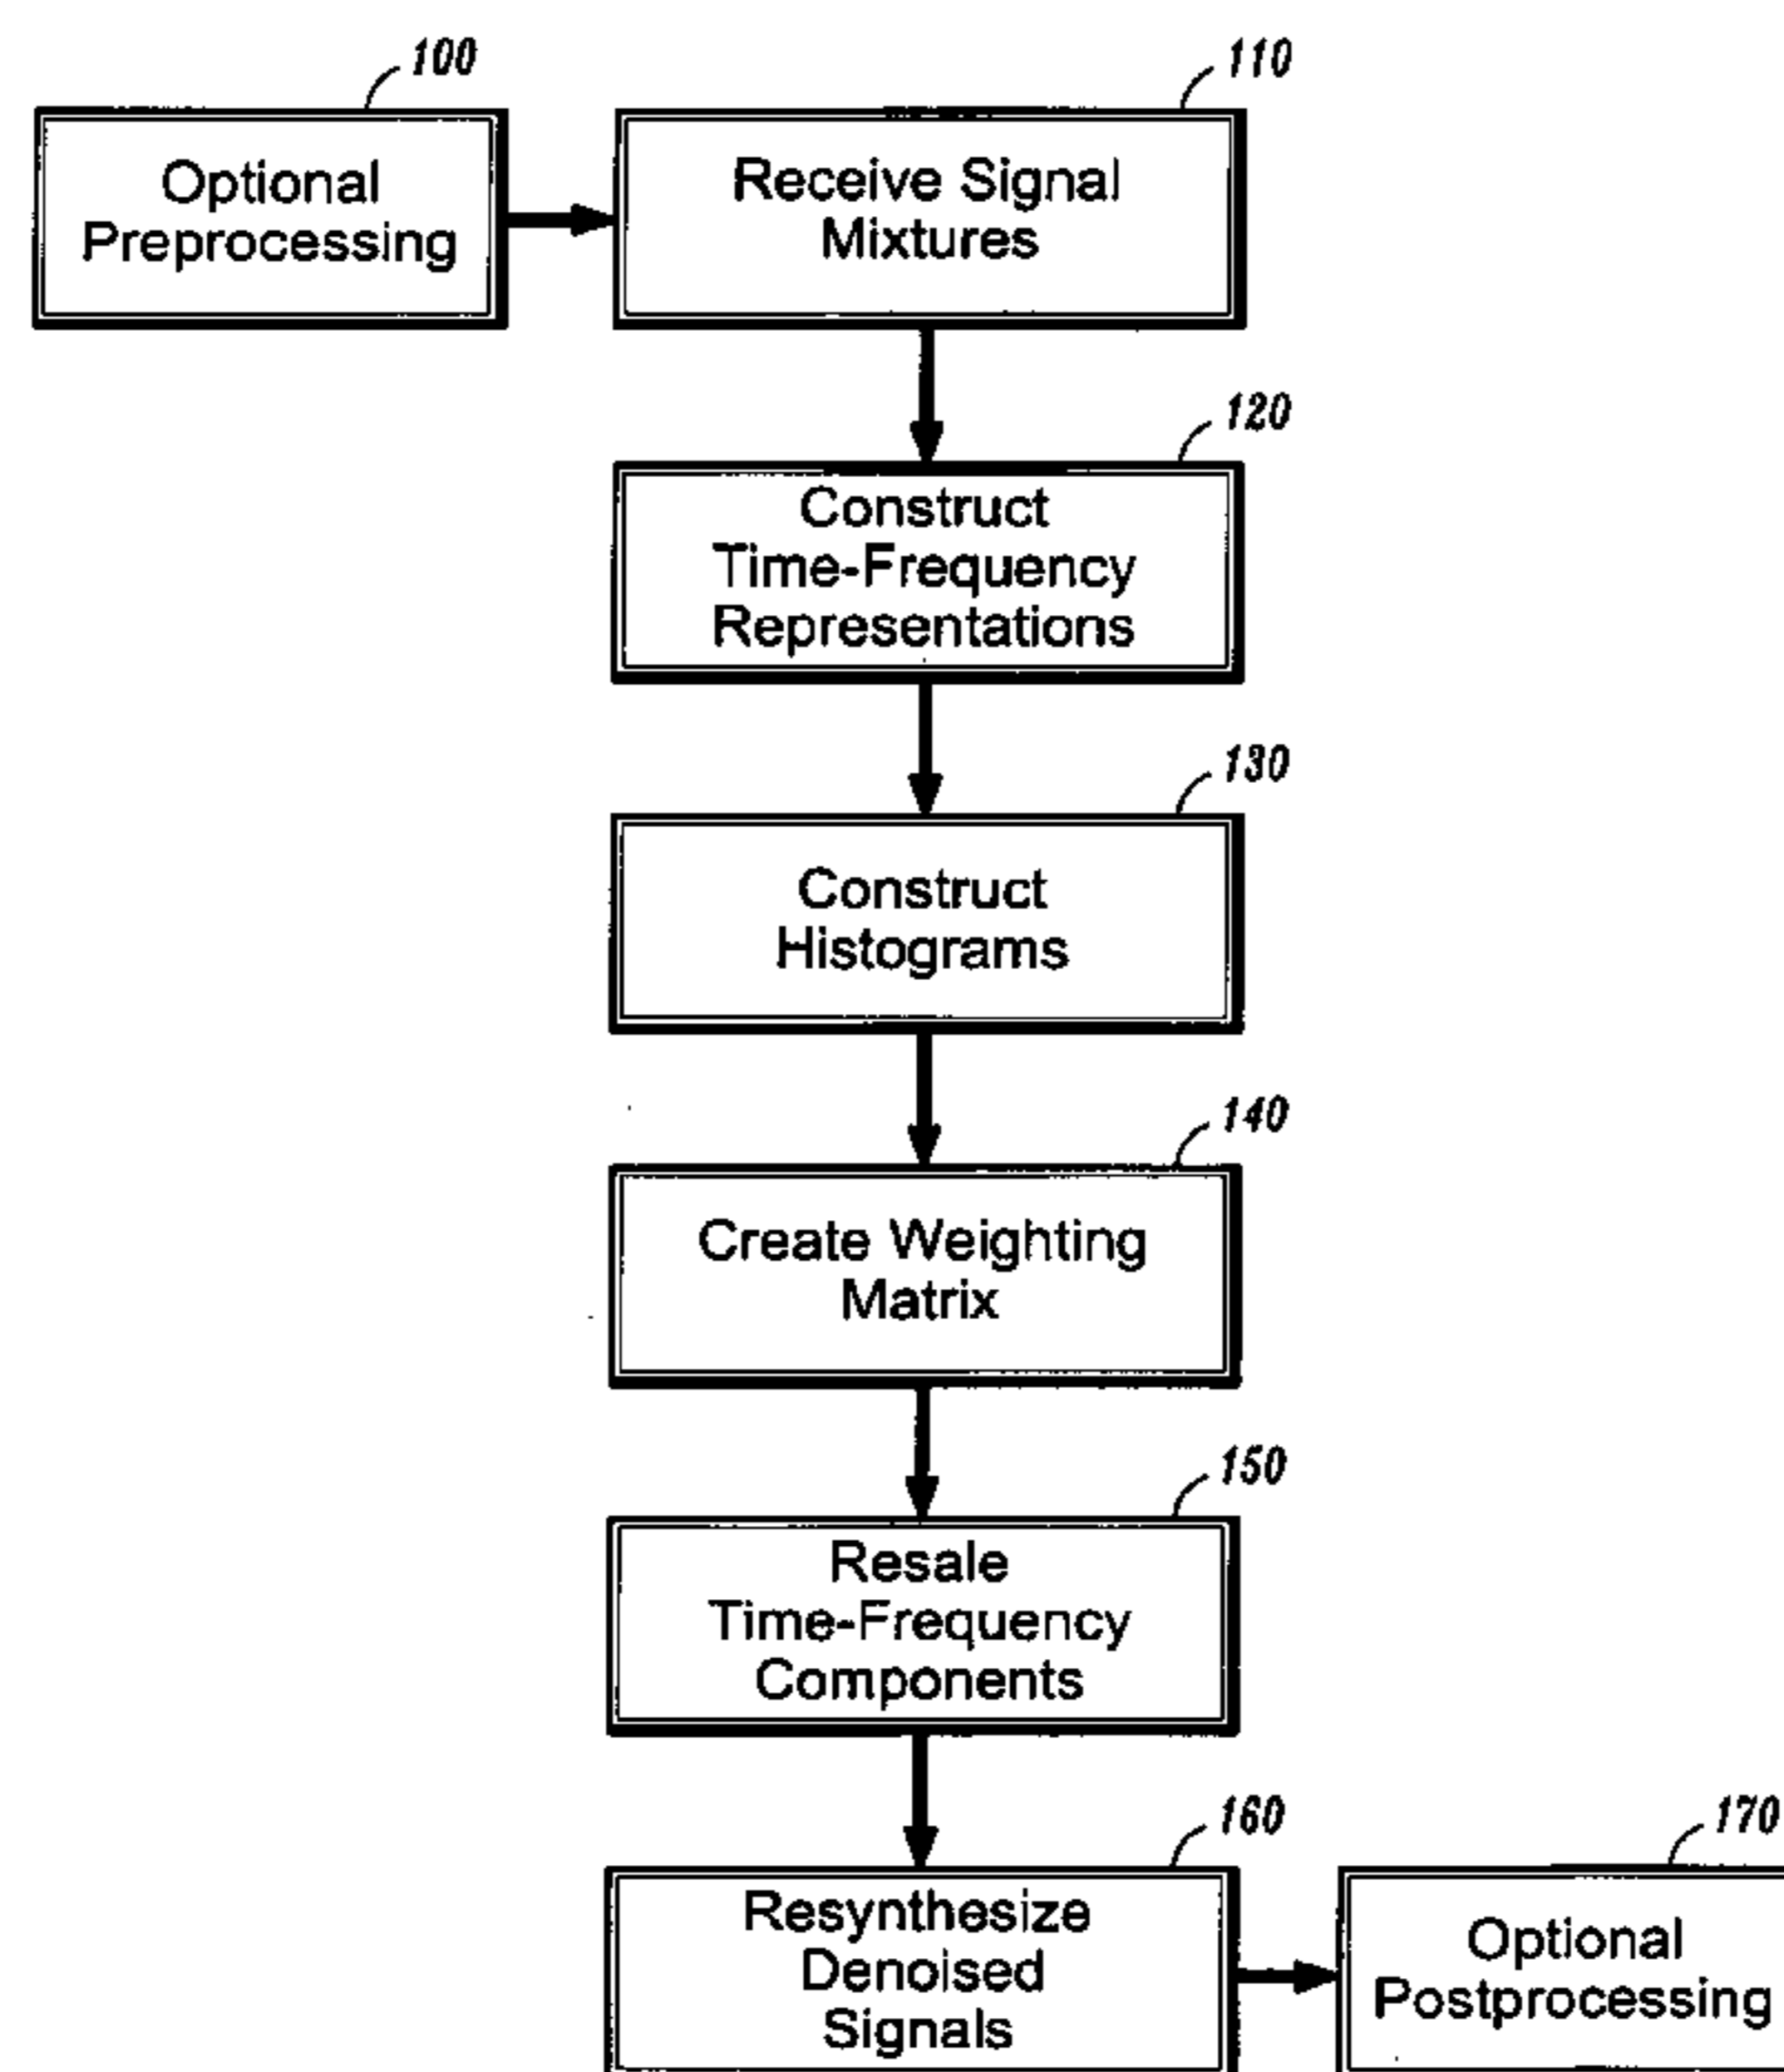 100
Optional
Preprocessing
110
Receive Signal
Mixtures
120
Construct
Time-Frequency
Representations
130
Construct
Histograms
140
Create Weighting
Matrix
150
Resale
Time-Frequency
Components
160
Resynthesize
Denoised
Signals
170
Optional
Postprocessing